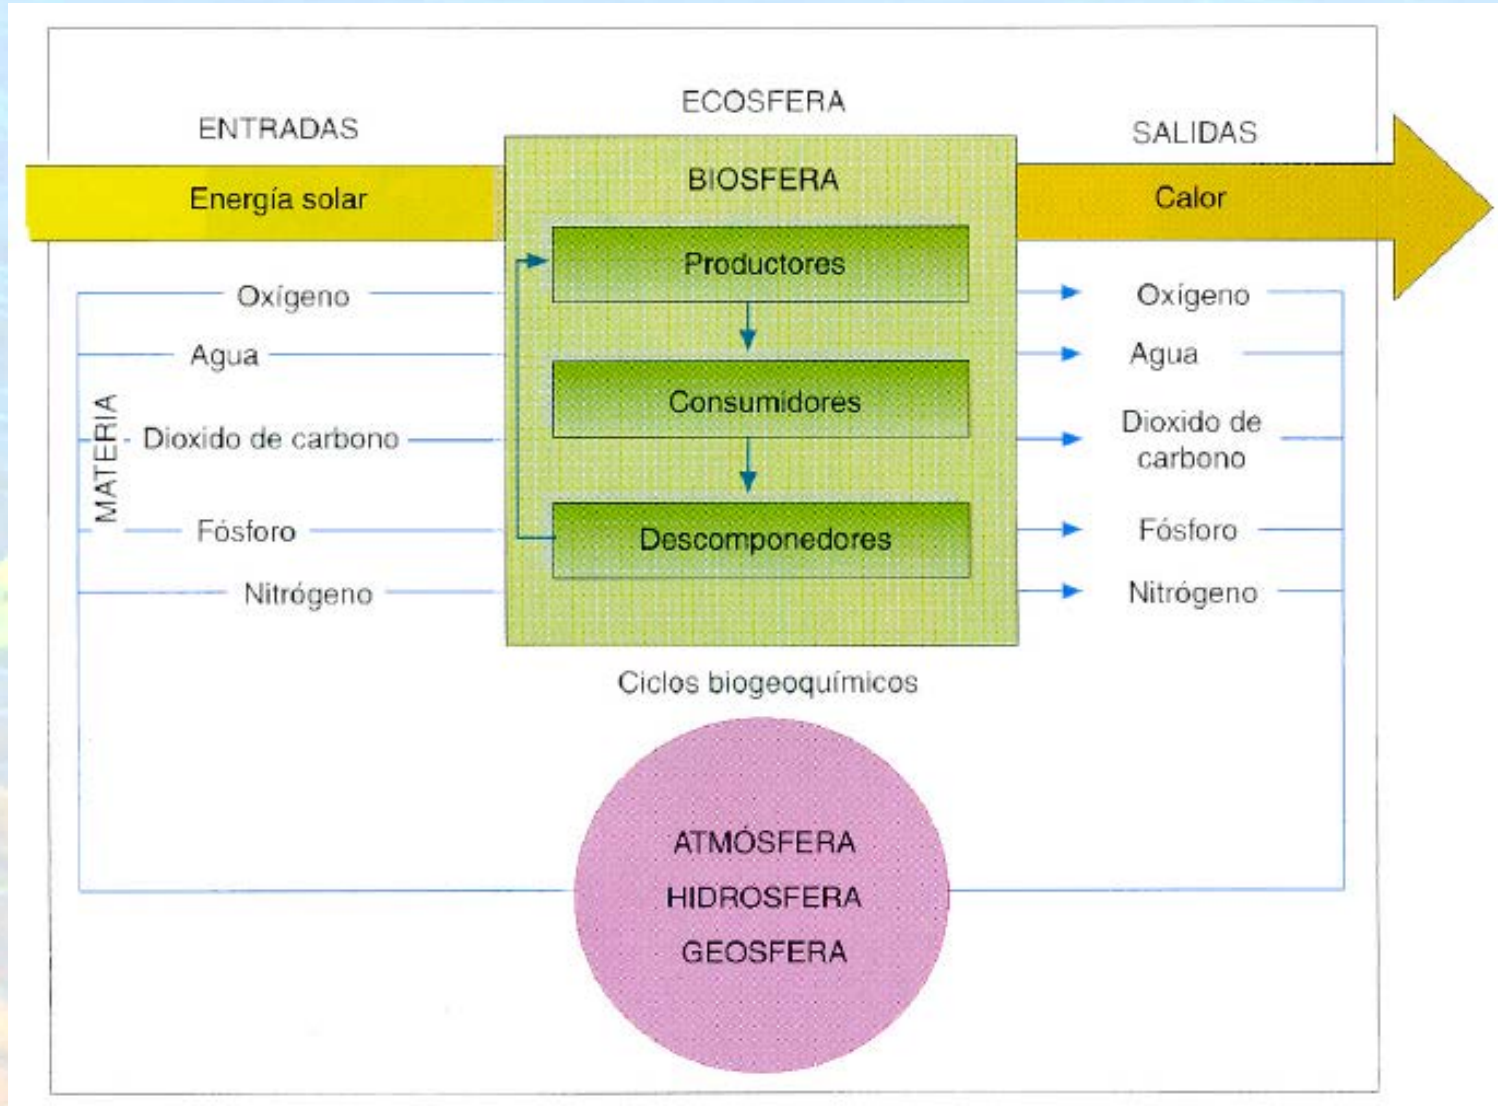 ECOSFERA
ENTRADAS
SALIDAS
BIOSFERA
Energía solar
Calor
Productores
Oxígeno
Oxígeno
Agua
Agua
Consumidores
MATERIA
Dioxido de carbono
Dioxido de
carbono
Fósforo
Fósforo
Descomponedores
Nitrógeno
Nitrógeno
Ciclos biogeoquímicos
ATMÓSFERA
HIDROSFERA
GEOSFERA